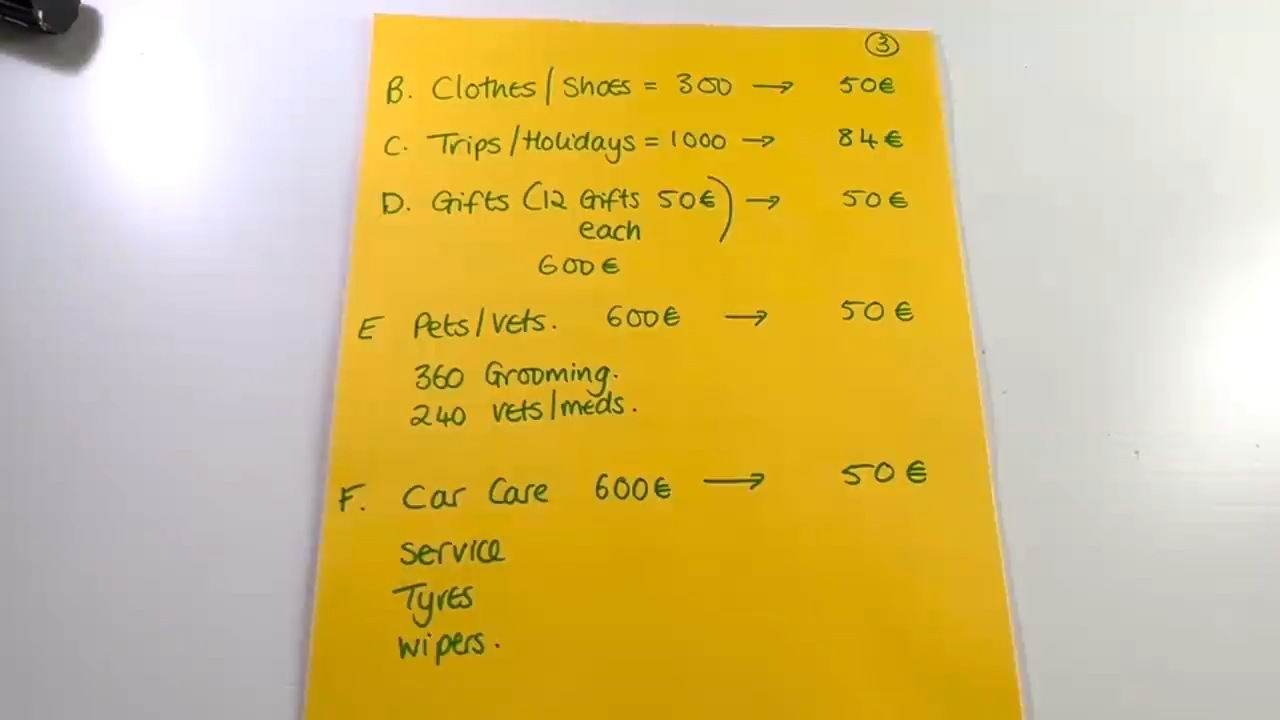 3
B. Clothes/Shoes = 300 → 50€
C. Trips/Holidays = 1000 → 84€
D. Gifts (12 Gifts 50€) → 50€
each
600€
E Pets/vets. 600€ → 50€
360 Grooming.
240 vets/meds.
F. Car Care 600€ → 50€
service
Tyres
wipers.